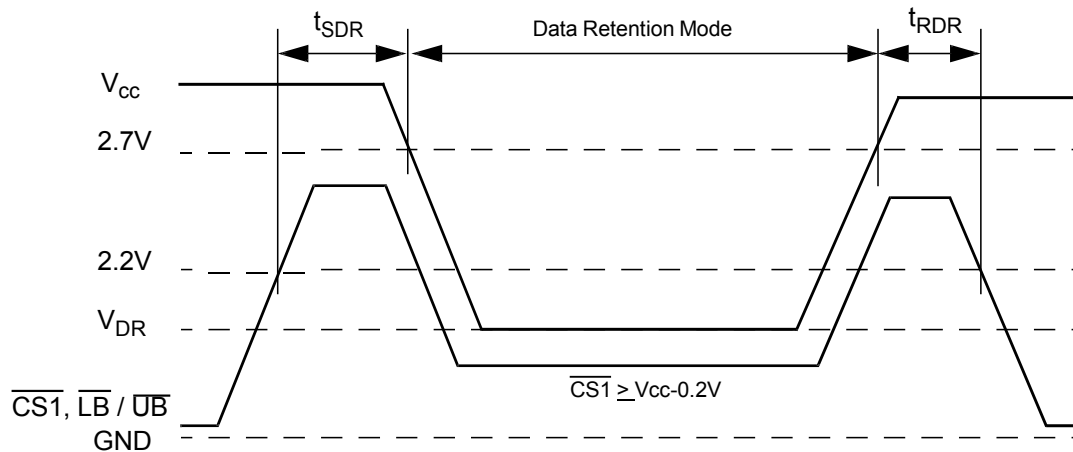 tSDR
Data Retention Mode
tRDR
Vcc
2.7V
2.2V
VDR
CS1, LB / UB
GND
CS1 ≥ Vcc-0.2V